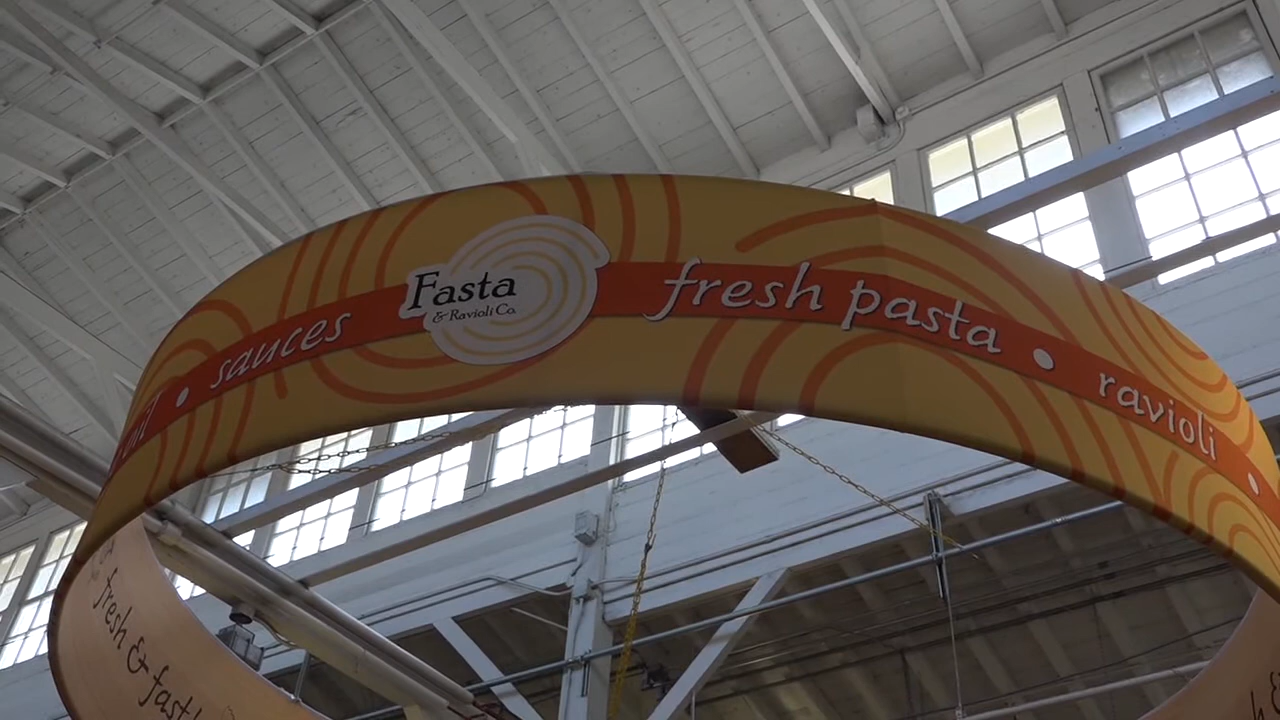 sauces
Fasta
& Ravioli Co.
fresh pasta • ravioli •
fresh & fast!